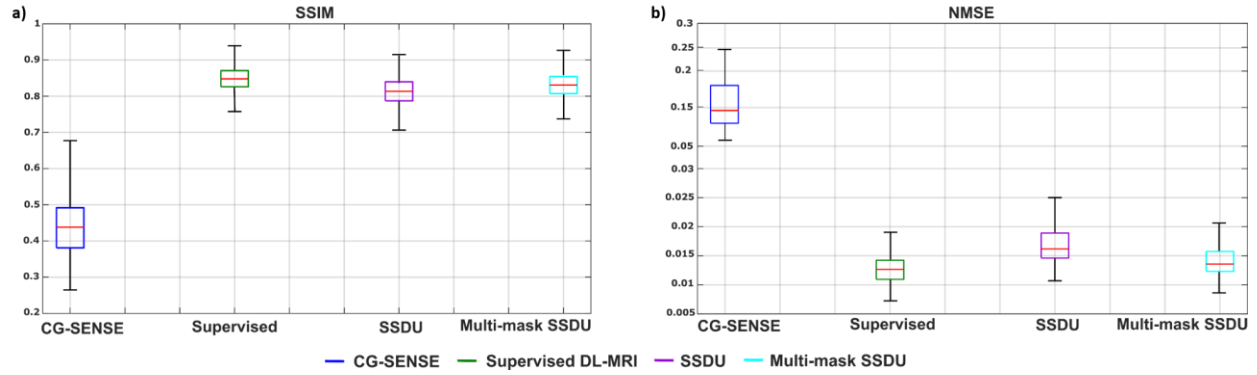 a)
SSIM
1
0.9
0.8
0.7
0.6
0.5
0.4
0.3
0.2
CG-SENSE Supervised SSDU Multi-mask SSDU
b)
NMSE
0.3
0.25
0.2
0.15
0.05
0.03
0.025
0.02
0.015
0.01
0.005
CG-SENSE Supervised SSDU Multi-mask SSDU
CG-SENSE Supervised DL-MRI SSDU Multi-mask SSDU